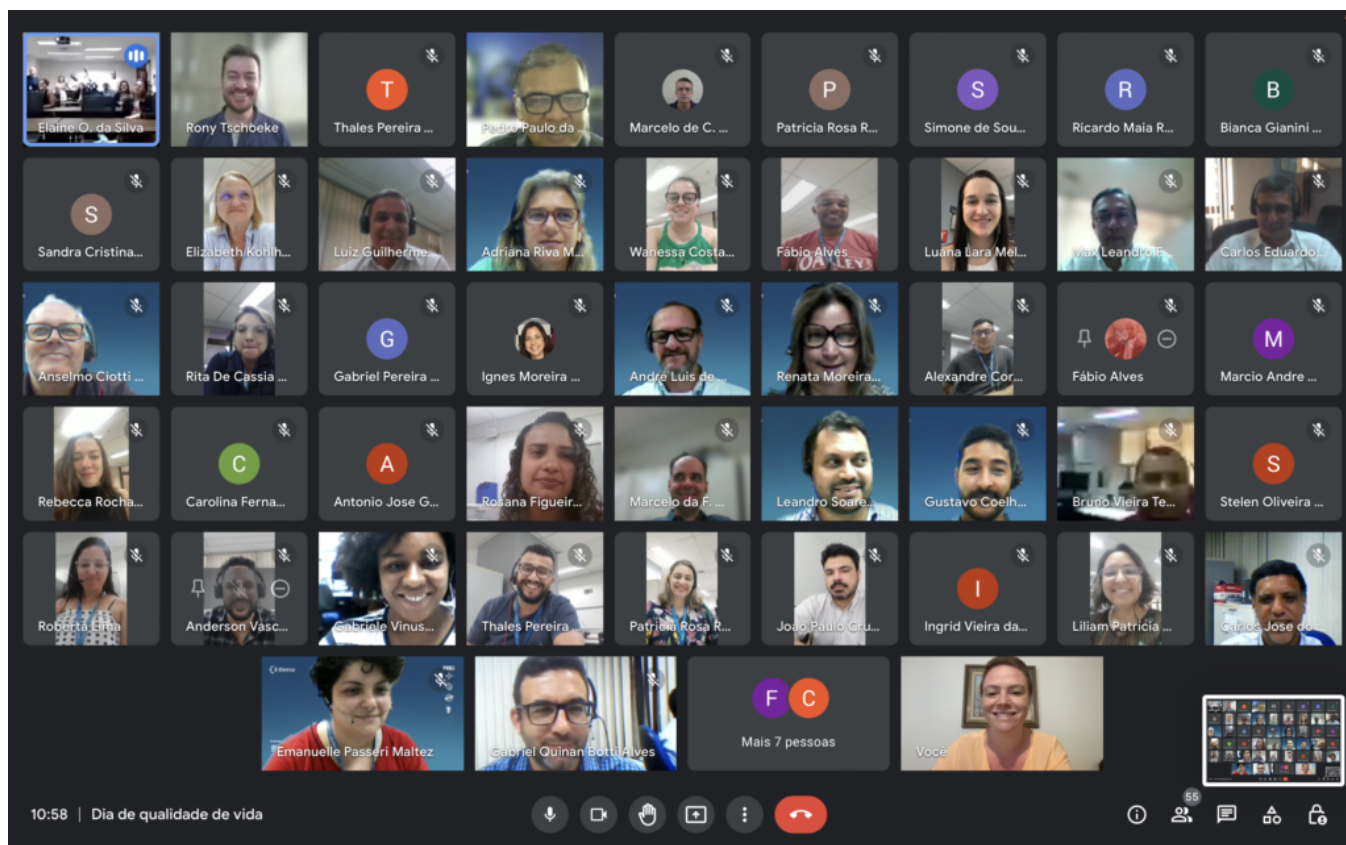 Elaine O. da Silva
Rony Tschoeke
T
Thales Pereira ...
Pedro Paulo da ...
Marcelo de C. ...
P
Patricia Rosa R...
S
Simone de Sou...
R
Ricardo Maia R...
B
Bianca Gianini ...
S
Sandra Cristina...
Elizabeth Kohlh...
Luiz Guilherme...
Adriana Riva M...
Wanessa Costa...
Fábio Alves
OAKLEYS
Luana Lara Mel...
Max Leandro F...
Carlos Eduardo...
Anselmo Ciotti ...
Rita De Cassia ...
G
Gabriel Pereira ...
Ignes Moreira ...
André Luis de ...
Renata Moreira...
Alexandre Cor...
Fábio Alves
M
Marcio Andre ...
Rebecca Rocha...
C
Carolina Ferna...
A
Antonio Jose G...
Rosana Figueir...
Marcelo da F. ...
Leandro Soare...
Gustavo Coelh...
Bruno Vieira Te...
S
Stelen Oliveira ...
Roberta Lima
Anderson Vasc...
Gabriele Vinus...
Thales Pereira ...
Patricia Rosa R...
João Paulo Cru...
I
Ingrid Vieira da...
Liliam Patricia ...
Carlos Jose do...
Emanuelle Passeri Maltez
Gabriel Quinan Botti Alves
F C
Mais 7 pessoas
Você
10:58 | Dia de qualidade de vida
55